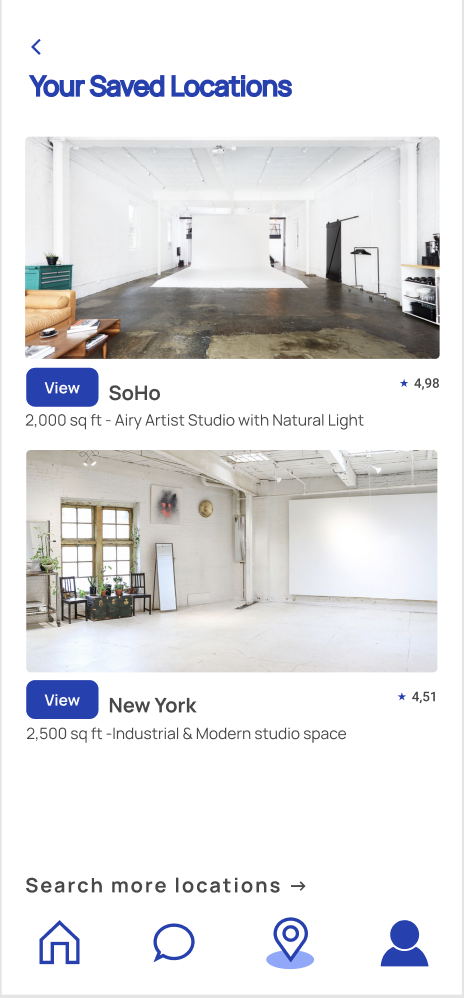 Your Saved Locations
View SoHo ★ 4,98
2,000 sq ft - Airy Artist Studio with Natural Light
View New York ★ 4,51
2,500 sq ft -Industrial & Modern studio space
Search more locations →